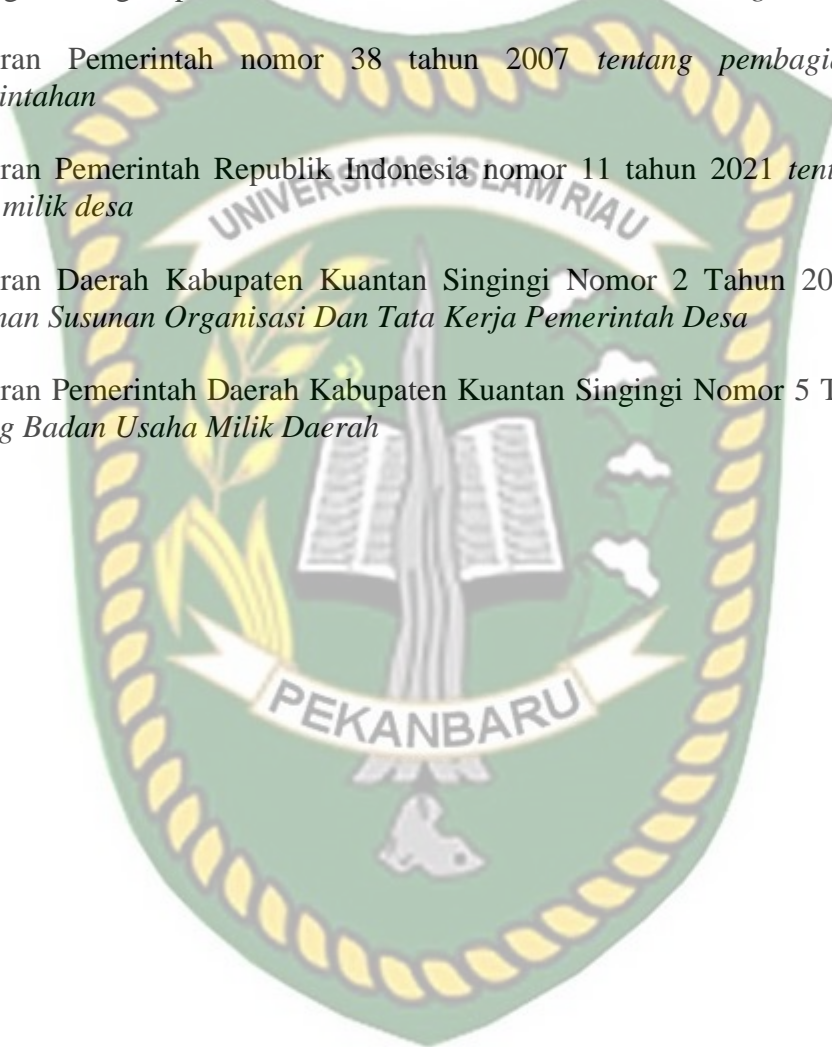 ran Pemerintah nomor 38 tahun 2007 tentang pembagia
intahan
ran Pemerintah Republik Indonesia nomor 11 tahun 2021 tent
milik desa
UNIVERSITAS ISLAM RIAU
ran Daerah Kabupaten Kuantan Singingi Nomor 2 Tahun 20
nan Susunan Organisasi Dan Tata Kerja Pemerintah Desa
ran Pemerintah Daerah Kabupaten Kuantan Singingi Nomor 5 T
g Badan Usaha Milik Daerah
PEKANBARU